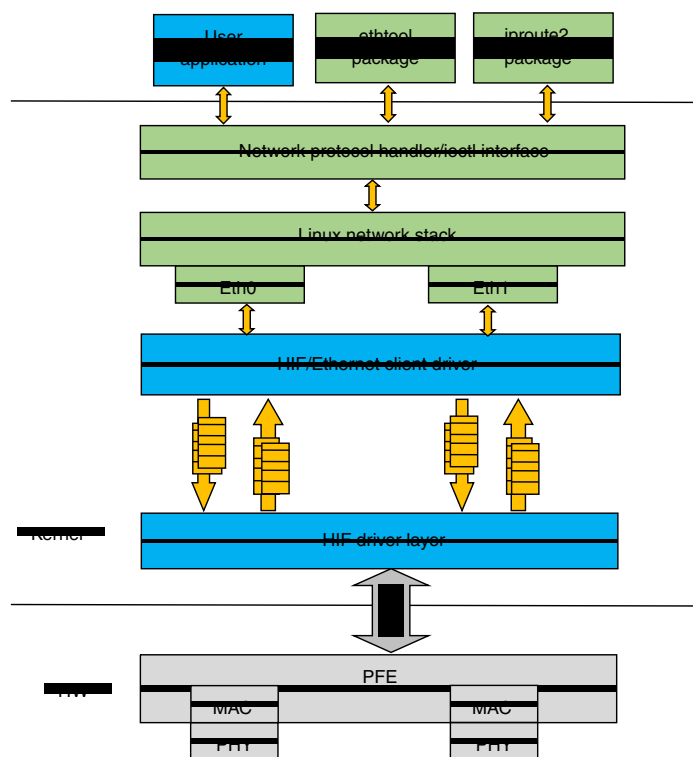 User
application
ethtool
package
iproute2
package
Network protocol handler/ioctl interface
Linux network stack
Eth0
Eth1
HIF/Ethernet client driver
Kernel
HIF driver layer
PFE
HW
MAC
MAC
PHY
PHY